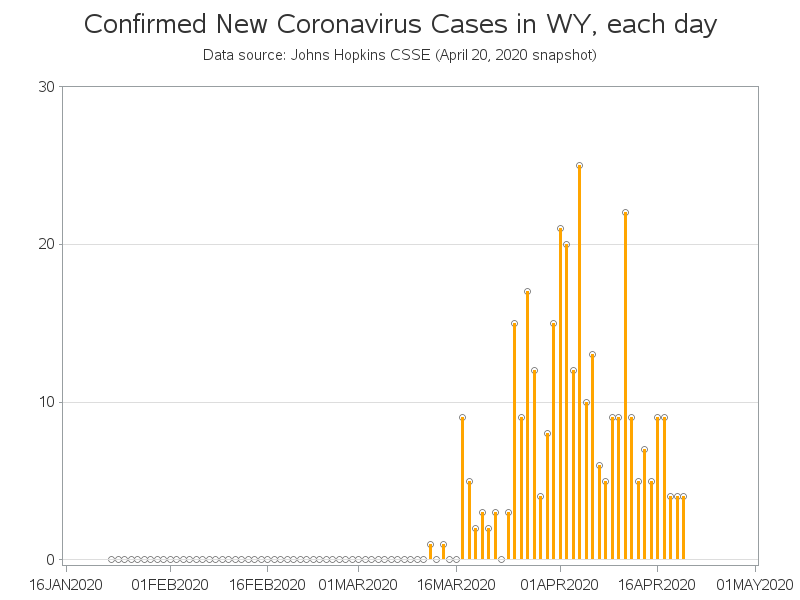 Confirmed New Coronavirus Cases in WY, each day
Data source: Johns Hopkins CSSE (April 20, 2020 snapshot)
30
20
10
0
16JAN2020 01FEB2020 16FEB2020 01MAR2020 16MAR2020 01APR2020 16APR2020 01MAY2020